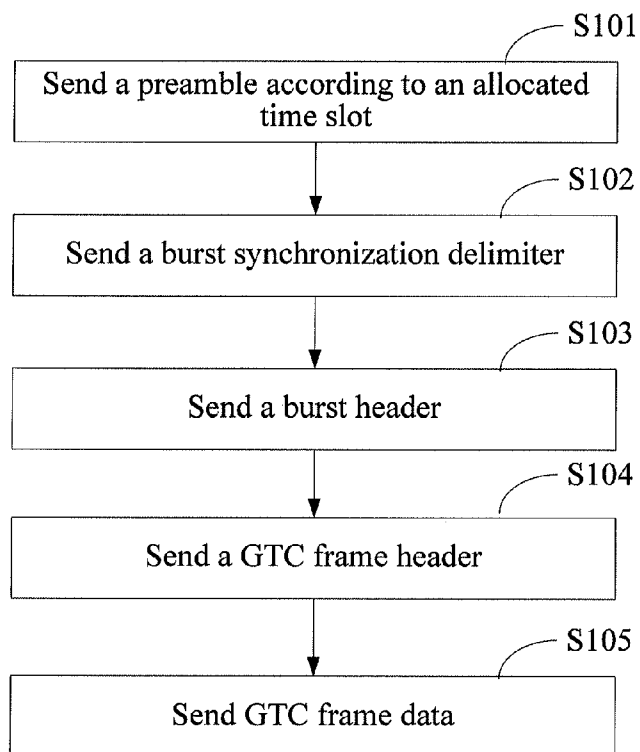 S101
Send a preamble according to an allocated
time slot
S102
Send a burst synchronization delimiter
S103
Send a burst header
S104
Send a GTC frame header
S105
Send GTC frame data